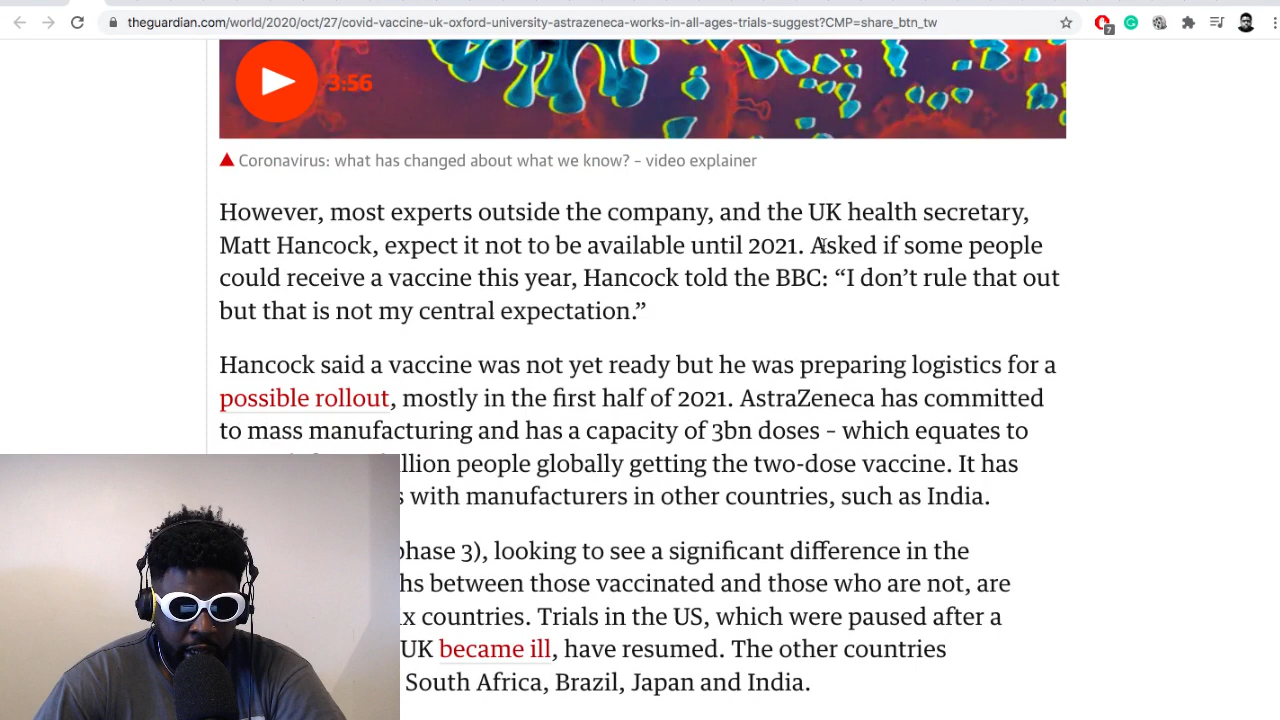 theguardian.com/world/2020/oct/27/covid-vaccine-uk-oxford-university-astrazeneca-works-in-all-ages-trials-suggest?CMP=share_btn_tw
7
3:56
Coronavirus: what has changed about what we know? – video explainer
However, most experts outside the company, and the UK health secretary,
Matt Hancock, expect it not to be available until 2021. Asked if some people
could receive a vaccine this year, Hancock told the BBC: “I don’t rule that out
but that is not my central expectation.”
Hancock said a vaccine was not yet ready but he was preparing logistics for a
possible rollout, mostly in the first half of 2021. AstraZeneca has committed
to mass manufacturing and has a capacity of 3bn doses – which equates to
people globally getting the two-dose vaccine. It has
with manufacturers in other countries, such as India.
phase 3), looking to see a significant difference in the
between those vaccinated and those who are not, are
countries. Trials in the US, which were paused after a
UK became ill, have resumed. The other countries
South Africa, Brazil, Japan and India.